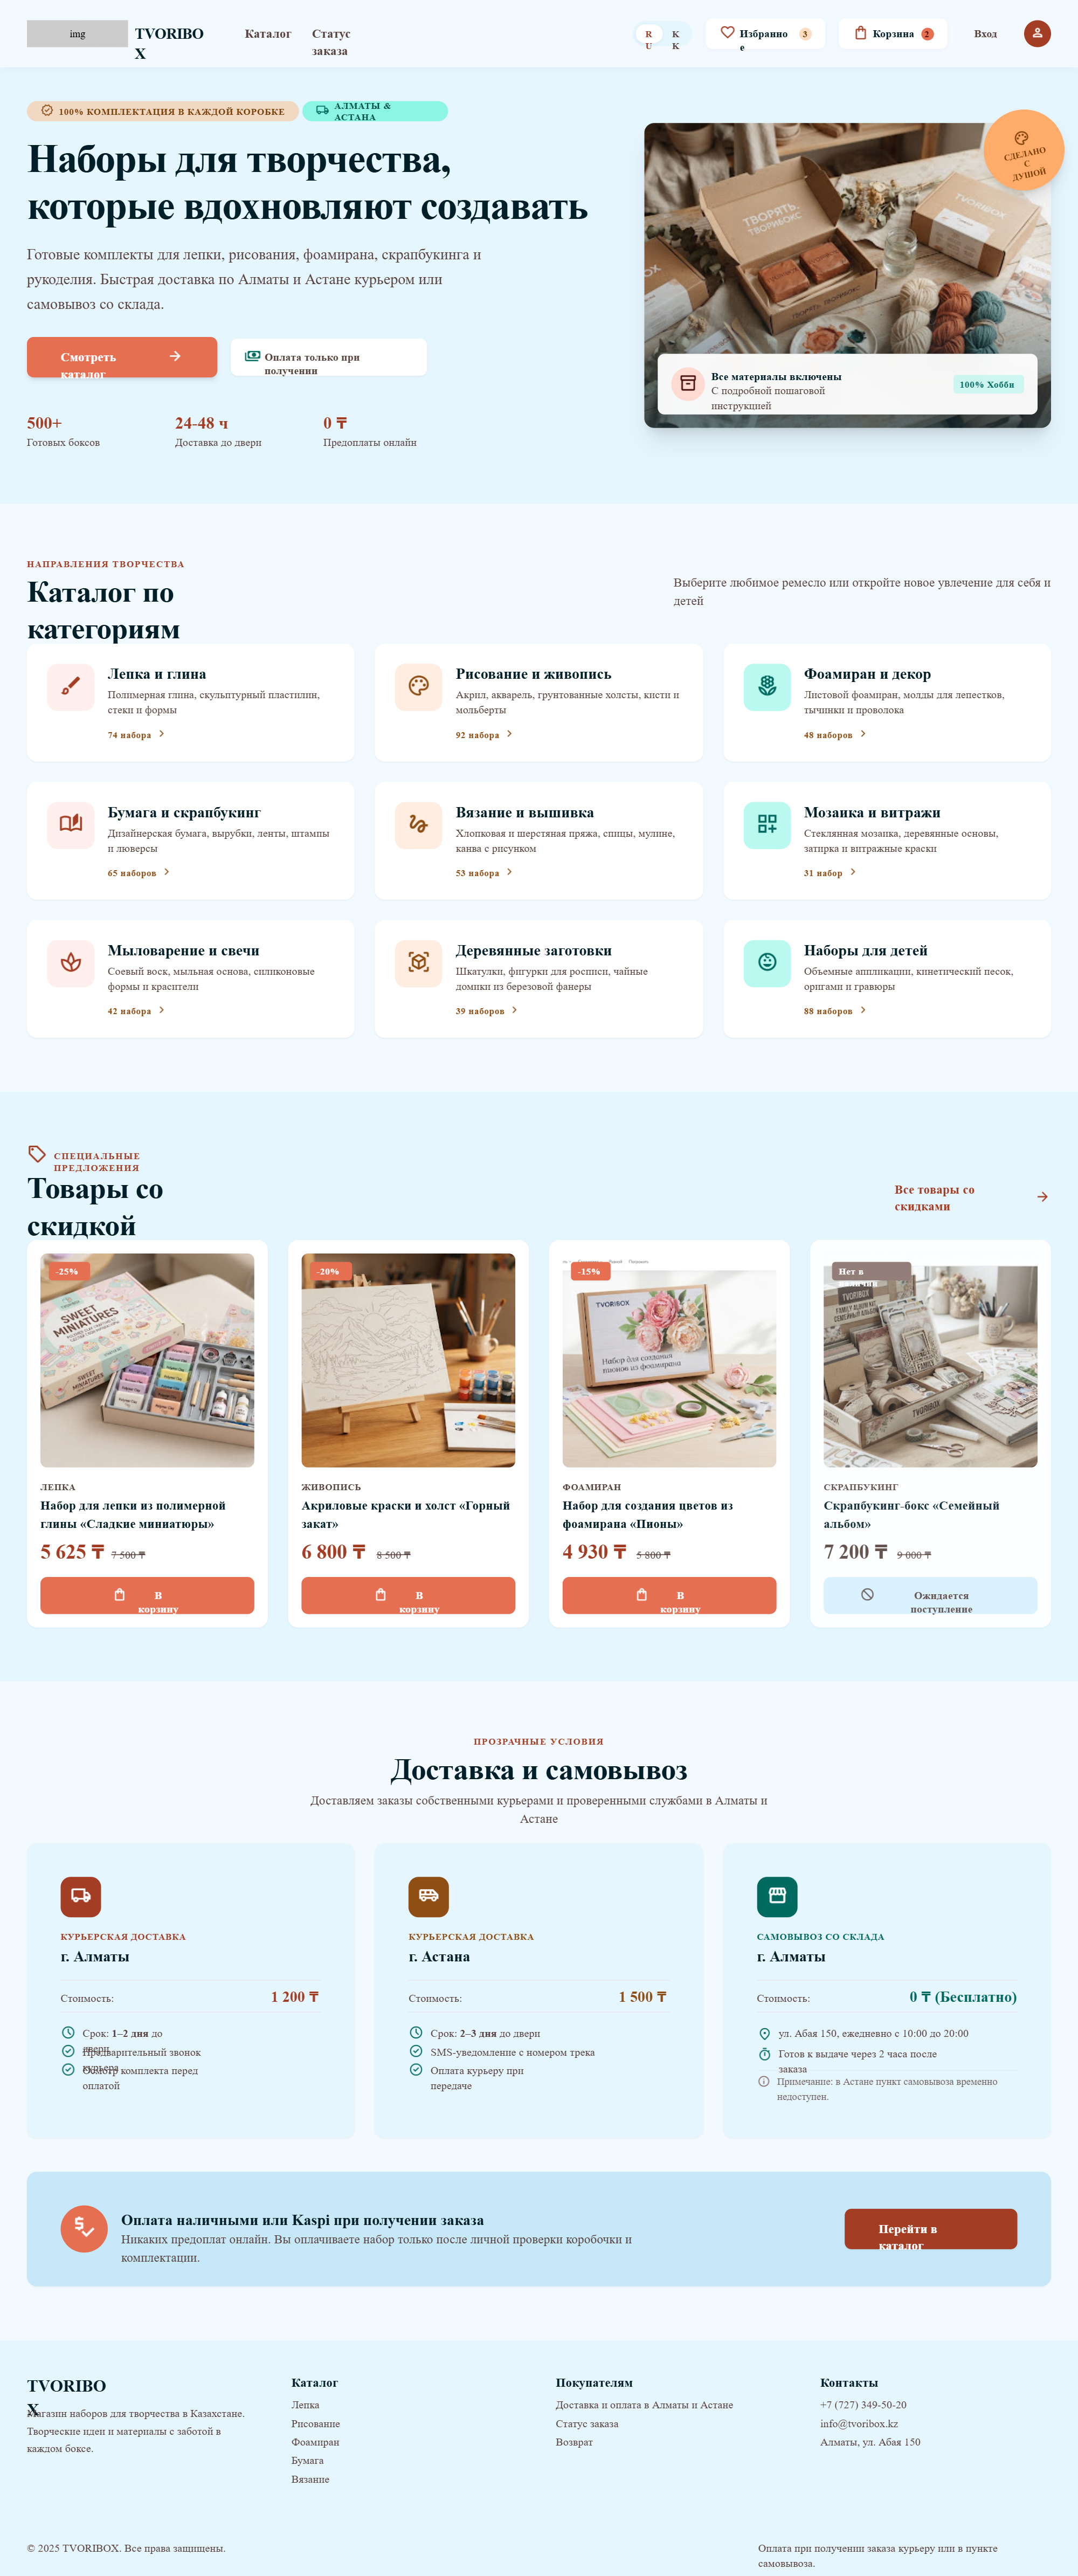 img
TVORIBO
X
Каталог
Статус
заказа
R
U
K
K
Избранно
е
3
Корзина
2
Вход
100% КОМПЛЕКТАЦИЯ В КАЖДОЙ КОРОБКЕ
АЛМАТЫ &
АСТАНА
Наборы для творчества,
которые вдохновляют создавать
Готовые комплекты для лепки, рисования, фоамирана, скрапбукинга и
рукоделия. Быстрая доставка по Алматы и Астане курьером или
самовывоз со склада.
Смотреть
каталог
Оплата только при
получении
500+
Готовых боксов
24-48 ч
Доставка до двери
0 ₸
Предоплаты онлайн
СДЕЛАНО
С
ДУШОЙ
ТВОРЯТЬ
ТВОРИБОКС
Все материалы включены
С подробной пошаговой
инструкцией
100% Хобби
НАПРАВЛЕНИЯ ТВОРЧЕСТВА
Каталог по
категориям
Выберите любимое ремесло или откройте новое увлечение для себя и
детей
Лепка и глина
Полимерная глина, скульптурный пластилин,
стеки и формы
74 набора
Рисование и живопись
Акрил, акварель, грунтованные холсты, кисти и
мольберты
92 набора
Фоамиран и декор
Листовой фоамиран, молды для лепестков,
тычинки и проволока
48 наборов
Бумага и скрапбукинг
Дизайнерская бумага, вырубки, ленты, штампы
и люверсы
65 наборов
Вязание и вышивка
Хлопковая и шерстяная пряжа, спицы, мулине,
канва с рисунком
53 набора
Мозаика и витражи
Стеклянная мозаика, деревянные основы,
затирка и витражные краски
31 набор
Мыловарение и свечи
Соевый воск, мыльная основа, силиконовые
формы и красители
42 набора
Деревянные заготовки
Шкатулки, фигурки для росписи, чайные
домики из березовой фанеры
39 наборов
Наборы для детей
Объемные аппликации, кинетический песок,
оригами и гравюры
88 наборов
СПЕЦИАЛЬНЫЕ
ПРЕДЛОЖЕНИЯ
Товары со
скидкой
Все товары со
скидками
-25%
SWEET
MINIATURES
-20%
-15%
TVORIBOX
Набор для создания
цветов из фоамирана
Нет в
наличии
ЛЕПКА
Набор для лепки из полимерной
глины «Сладкие миниатюры»
5 625 ₸ 7 500 ₸
В
корзину
ЖИВОПИСЬ
Акриловые краски и холст «Горный
закат»
6 800 ₸ 8 500 ₸
В
корзину
ФОАМИРАН
Набор для создания цветов из
фоамирана «Пионы»
4 930 ₸ 5 800 ₸
В
корзину
СКРАПБУКИНГ
Скрапбукинг-бокс «Семейный
альбом»
7 200 ₸ 9 000 ₸
Ожидается
поступление
ПРОЗРАЧНЫЕ УСЛОВИЯ
Доставка и самовывоз
Доставляем заказы собственными курьерами и проверенными службами в Алматы и
Астане
КУРЬЕРСКАЯ ДОСТАВКА
г. Алматы
Стоимость:
1 200 ₸
Срок: 1–2 дня до
двери
Предварительный звонок
курьера
Осмотр комплекта перед
оплатой
КУРЬЕРСКАЯ ДОСТАВКА
г. Астана
Стоимость:
1 500 ₸
Срок: 2–3 дня до двери
SMS-уведомление с номером трека
Оплата курьеру при
передаче
САМОВЫВОЗ СО СКЛАДА
г. Алматы
Стоимость:
0 ₸ (Бесплатно)
ул. Абая 150, ежедневно с 10:00 до 20:00
Готов к выдаче через 2 часа после
заказа
Примечание: в Астане пункт самовывоза временно
недоступен.
Оплата наличными или Kaspi при получении заказа
Никаких предоплат онлайн. Вы оплачиваете набор только после личной проверки коробочки и
комплектации.
Перейти в
каталог
TVORIBO
X
Магазин наборов для творчества в Казахстане.
Творческие идеи и материалы с заботой в
каждом боксе.
Каталог
Лепка
Рисование
Фоамиран
Бумага
Вязание
Покупателям
Доставка и оплата в Алматы и Астане
Статус заказа
Возврат
Контакты
+7 (727) 349-50-20
info@tvoribox.kz
Алматы, ул. Абая 150
© 2025 TVORIBOX. Все права защищены.
Оплата при получении заказа курьеру или в пункте
самовывоза.